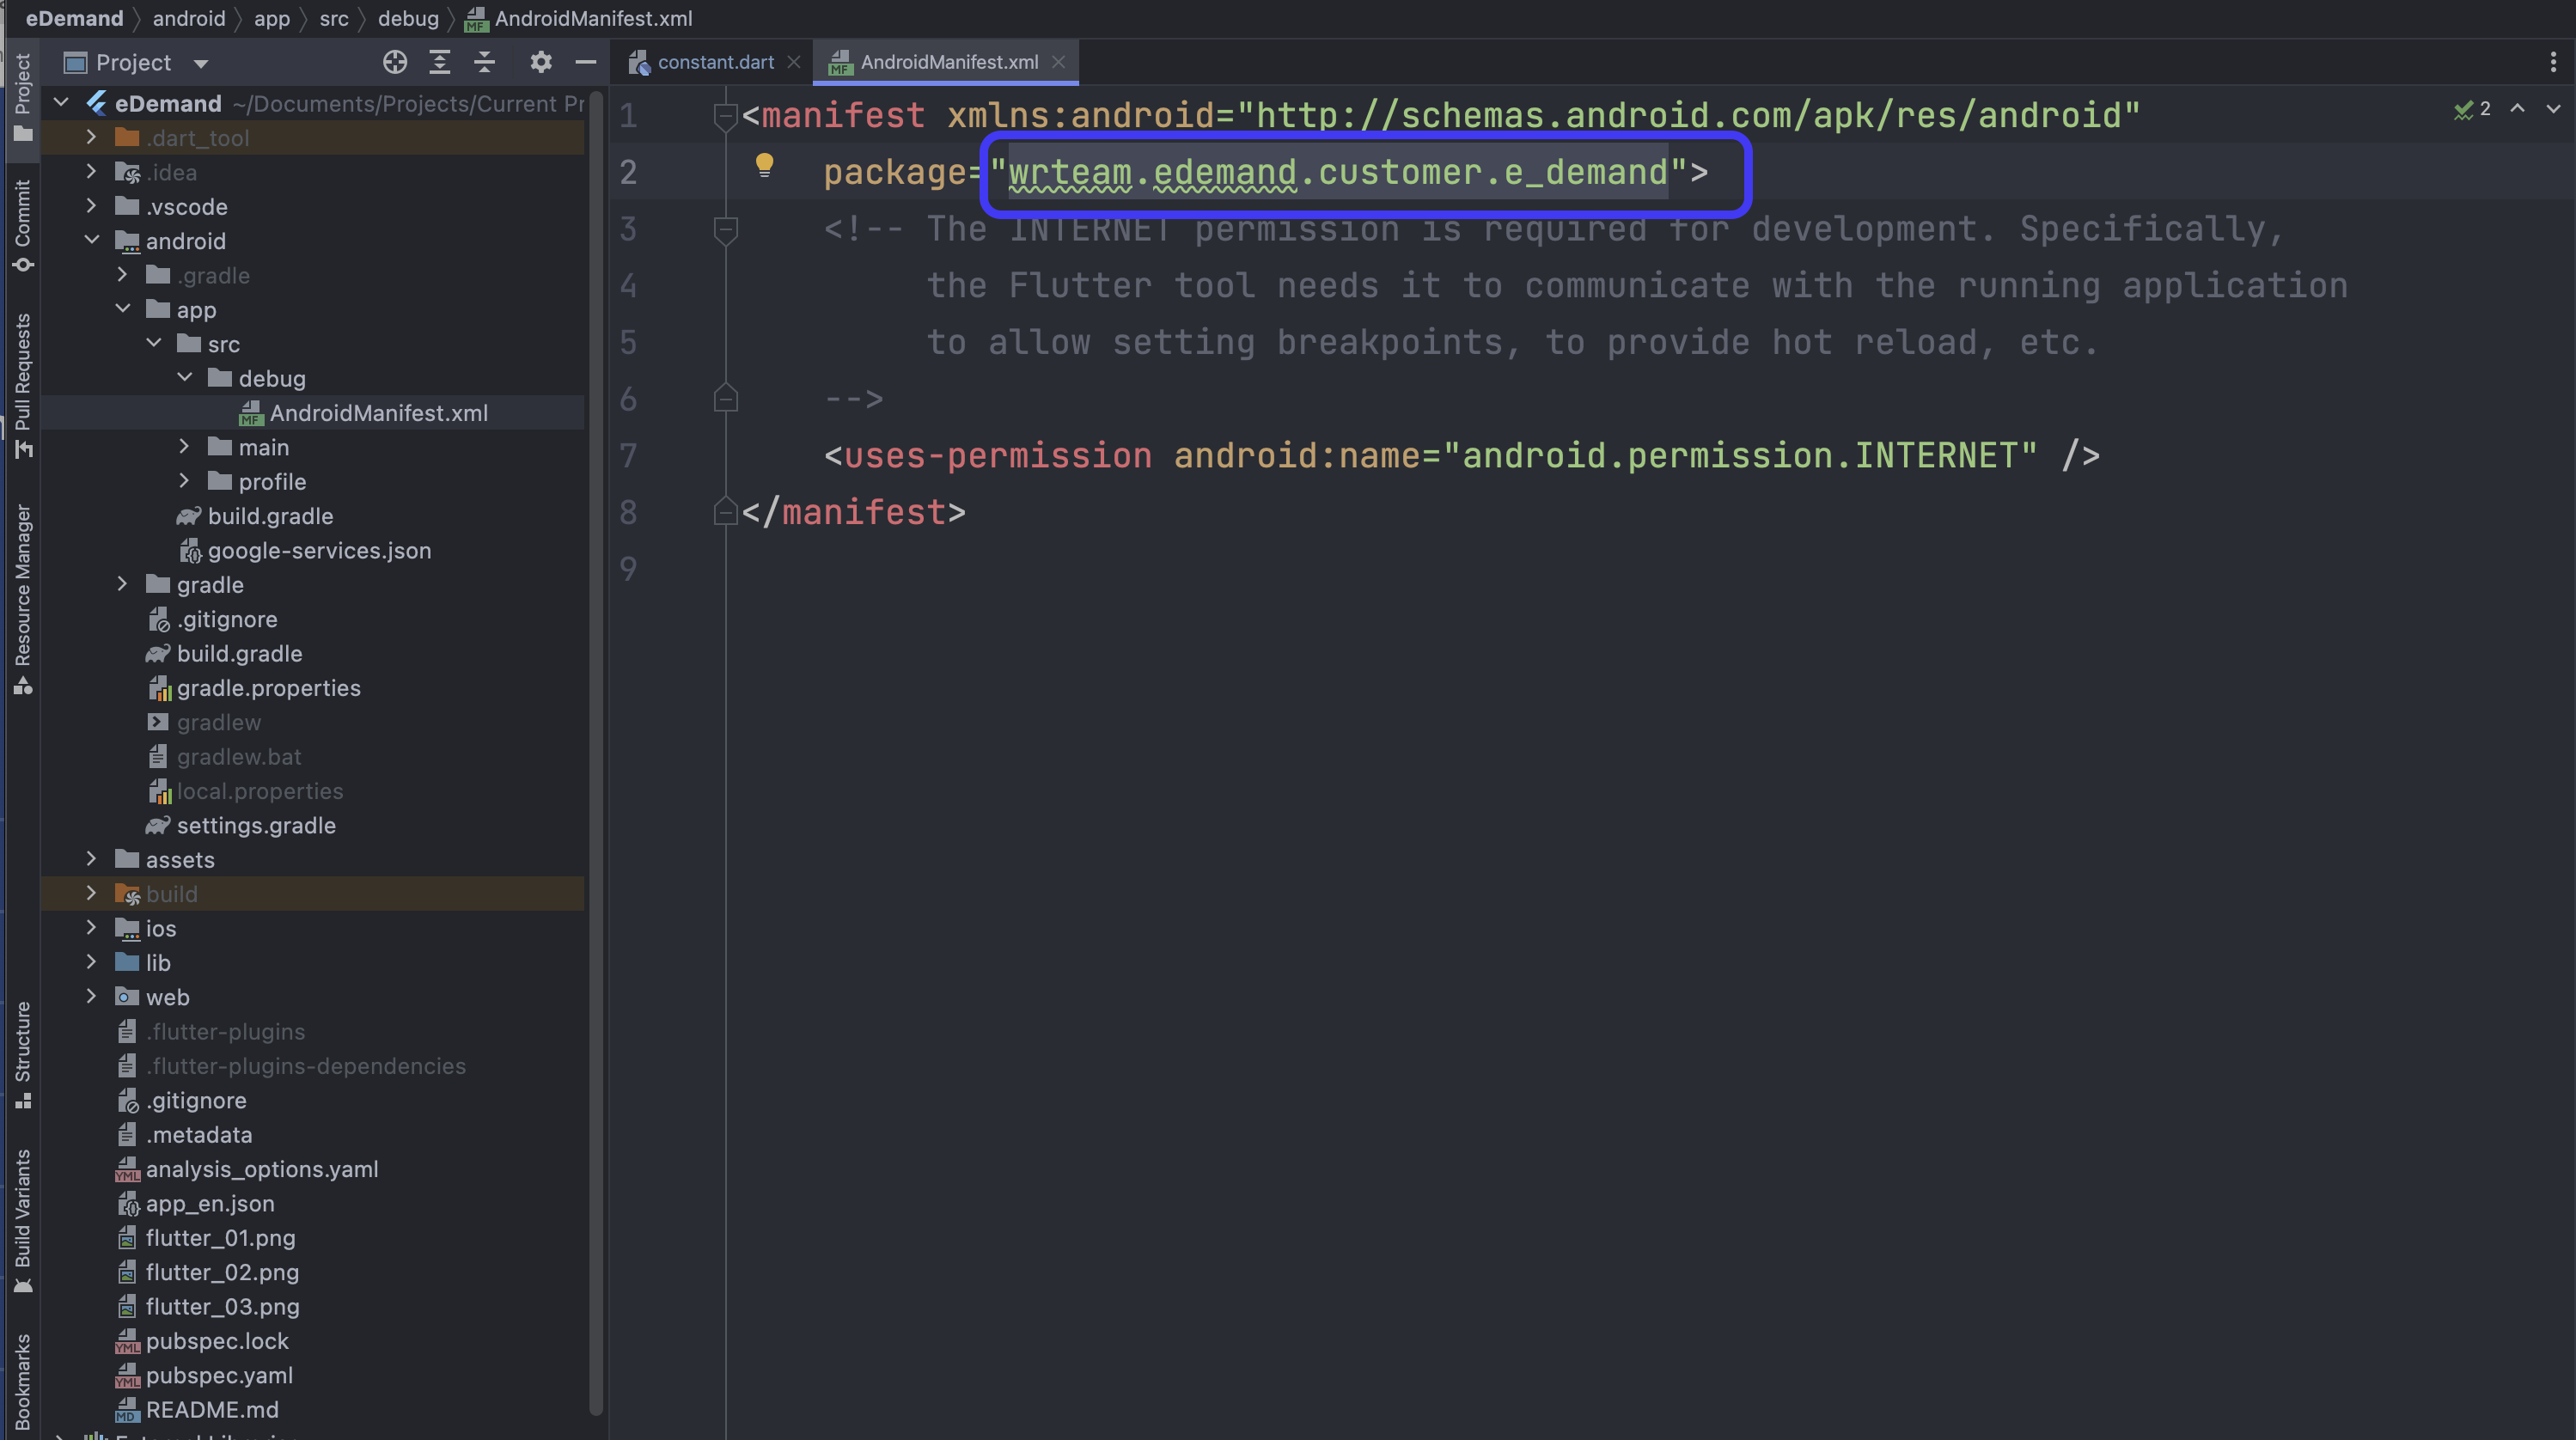 eDemand android app src debug AndroidManifest.xml
Project
constant.dart
AndroidManifest.xml
Project
Commit
Pull Requests
Resource Manager
Structure
Build Variants
Bookmarks
eDemand ~/Documents/Projects/Current Pr
.dart_tool
.idea
.vscode
android
.gradle
app
src
debug
AndroidManifest.xml
main
profile
build.gradle
google-services.json
gradle
.gitignore
build.gradle
gradle.properties
gradlew
gradlew.bat
local.properties
settings.gradle
assets
build
ios
lib
web
.flutter-plugins
.flutter-plugins-dependencies
.gitignore
.metadata
analysis_options.yaml
app_en.json
flutter_01.png
flutter_02.png
flutter_03.png
pubspec.lock
pubspec.yaml
README.md
1 <manifest xmlns:android="http://schemas.android.com/apk/res/android"
2
2 package="wrteam.edemand.customer.e_demand">
3 <!-- The INTERNET permission is required for development. Specifically,
4 the Flutter tool needs it to communicate with the running application
5 to allow setting breakpoints, to provide hot reload, etc.
6 -->
7 <uses-permission android:name="android.permission.INTERNET" />
8 </manifest>
9